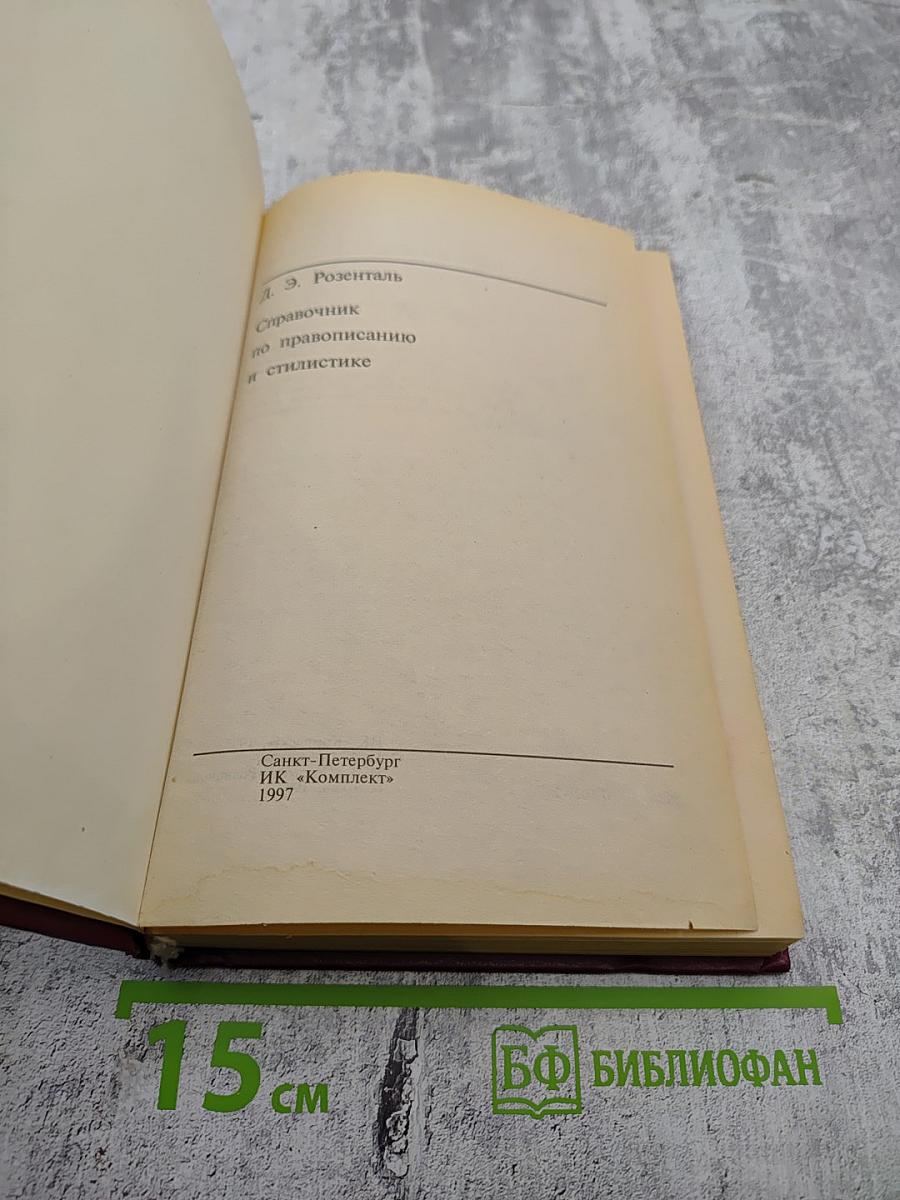 Д. Э. Розенталь
Справочник
по правописанию
и стилистике
Санкт-Петербург
ИК «Комплект»
1997
15 см
БФ БИБЛИОФАН